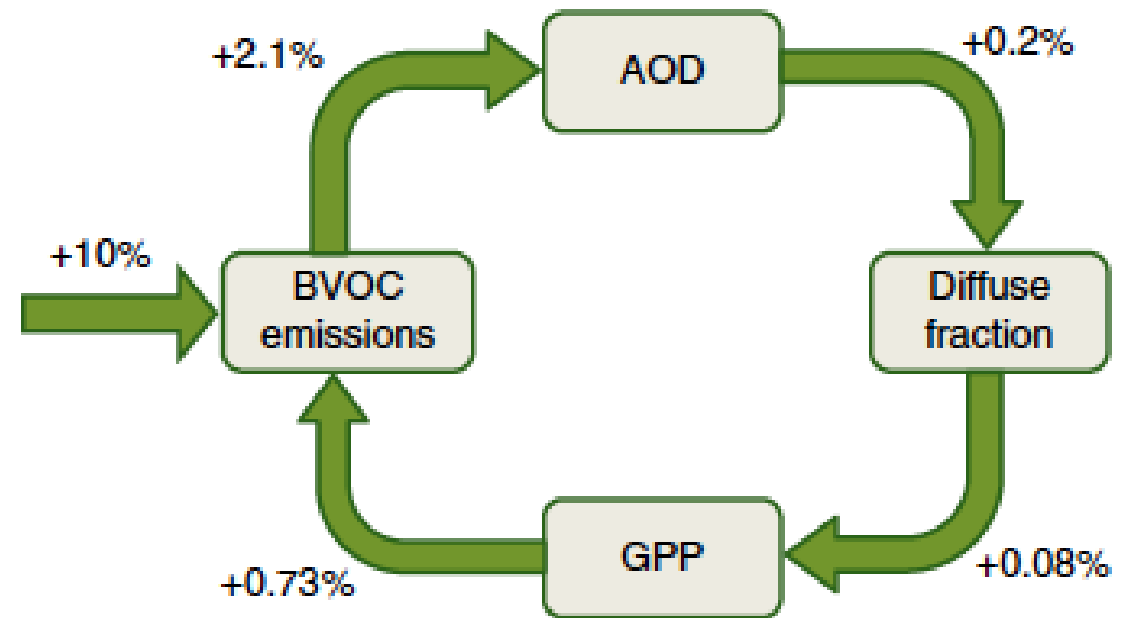 +2.1%
AOD
+0.2%
+10%
BVOC
emissions
Diffuse
fraction
+0.73%
GPP
+0.08%